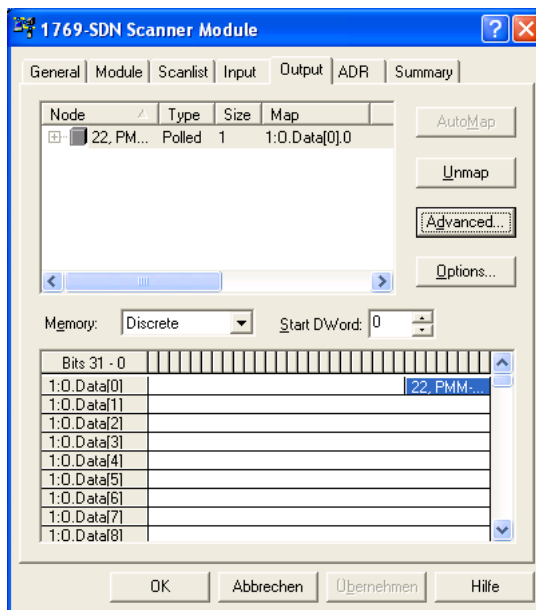 1769-SDN Scanner Module
General Module Scanlist Input Output ADR Summary
Node Type Size Map
22, PM... Polled 1 1:O.Data[0].0
AutoMap
Unmap
Advanced...
Options...
Memory: Discrete Start DWord: 0
Bits 31 - 0
1:O.Data[0] 22, PMM-...
1:O.Data[1]
1:O.Data[2]
1:O.Data[3]
1:O.Data[4]
1:O.Data[5]
1:O.Data[6]
1:O.Data[7]
1:O.Data[8]
OK Abbrechen Übernehmen Hilfe